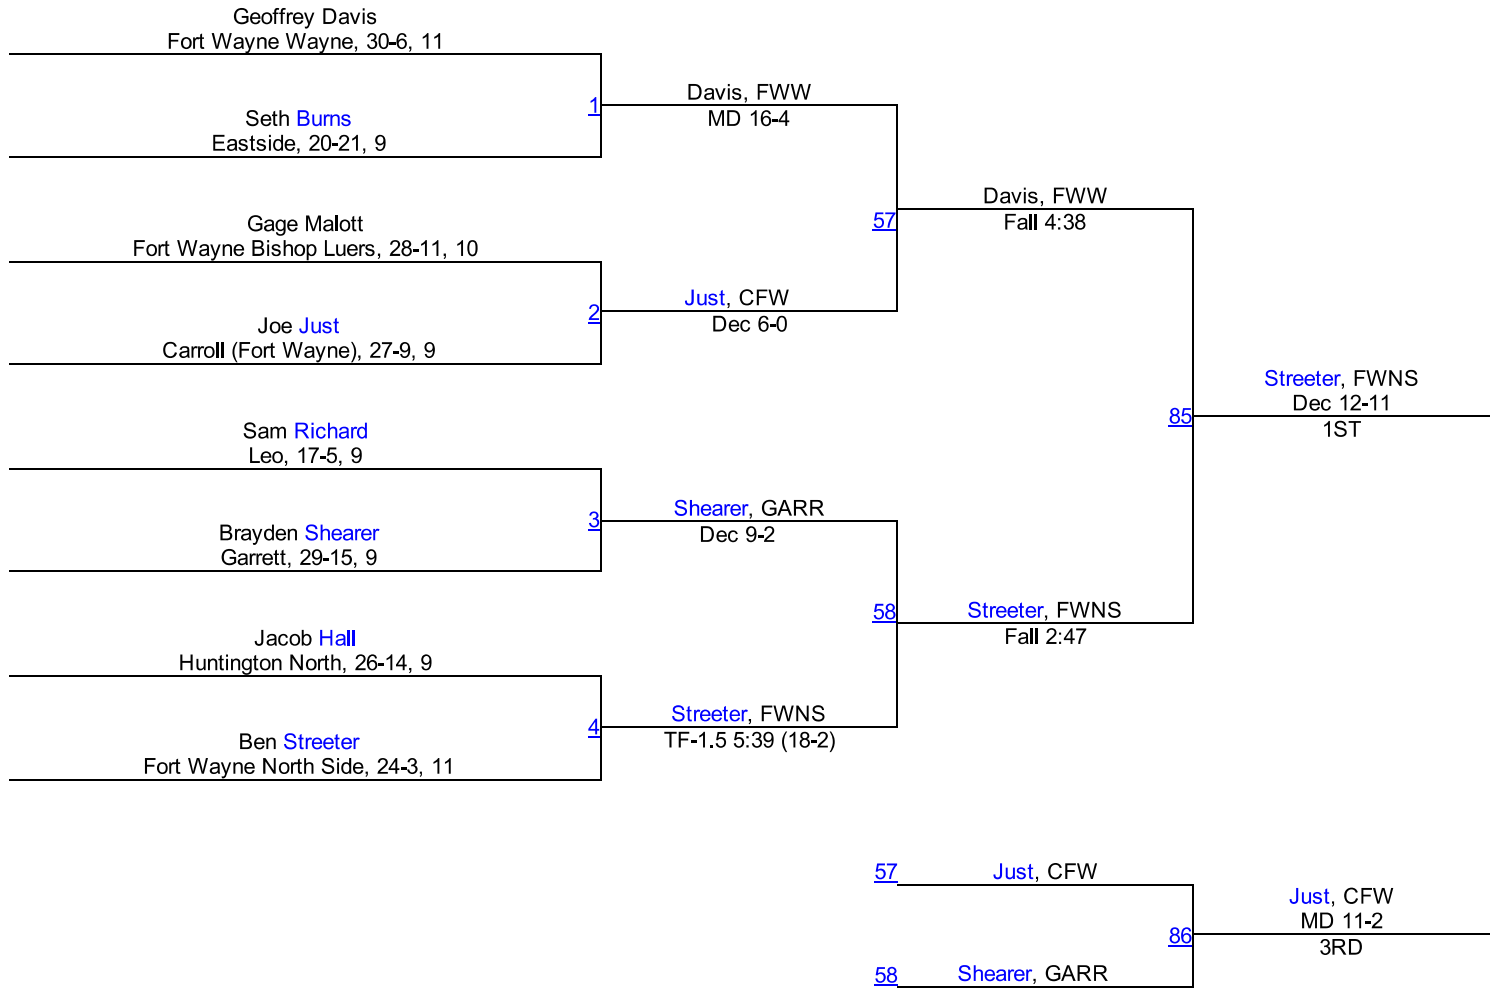 Geoffrey Davis
Fort Wayne Wayne, 30-6, 11
Seth Burns
Eastside, 20-21, 9
1
Davis, FWW
MD 16-4
Gage Malott
Fort Wayne Bishop Luers, 28-11, 10
Joe Just
Carroll (Fort Wayne), 27-9, 9
2
Just, CFW
Dec 6-0
57
Davis, FWW
Fall 4:38
Sam Richard
Leo, 17-5, 9
Brayden Shearer
Garrett, 29-15, 9
3
Shearer, GARR
Dec 9-2
Jacob Hall
Huntington North, 26-14, 9
Ben Streeter
Fort Wayne North Side, 24-3, 11
4
Streeter, FWNS
TF-1.5 5:39 (18-2)
58
Streeter, FWNS
Fall 2:47
85
Streeter, FWNS
Dec 12-11
1ST
57
Just, CFW
58
Shearer, GARR
86
Just, CFW
MD 11-2
3RD